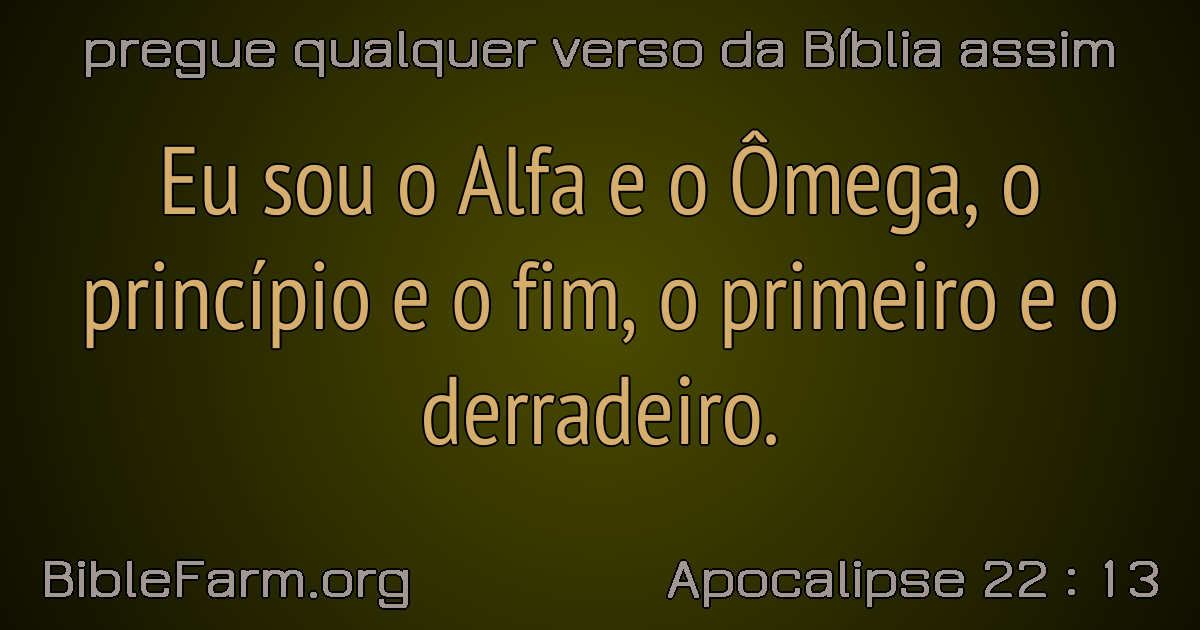 pregue qualquer verso da Bíblia assim
Eu sou o Alfa e o Ômega, o
princípio e o fim, o primeiro e o
derradeiro.
BibleFarm.org
Apocalipse 22 : 13